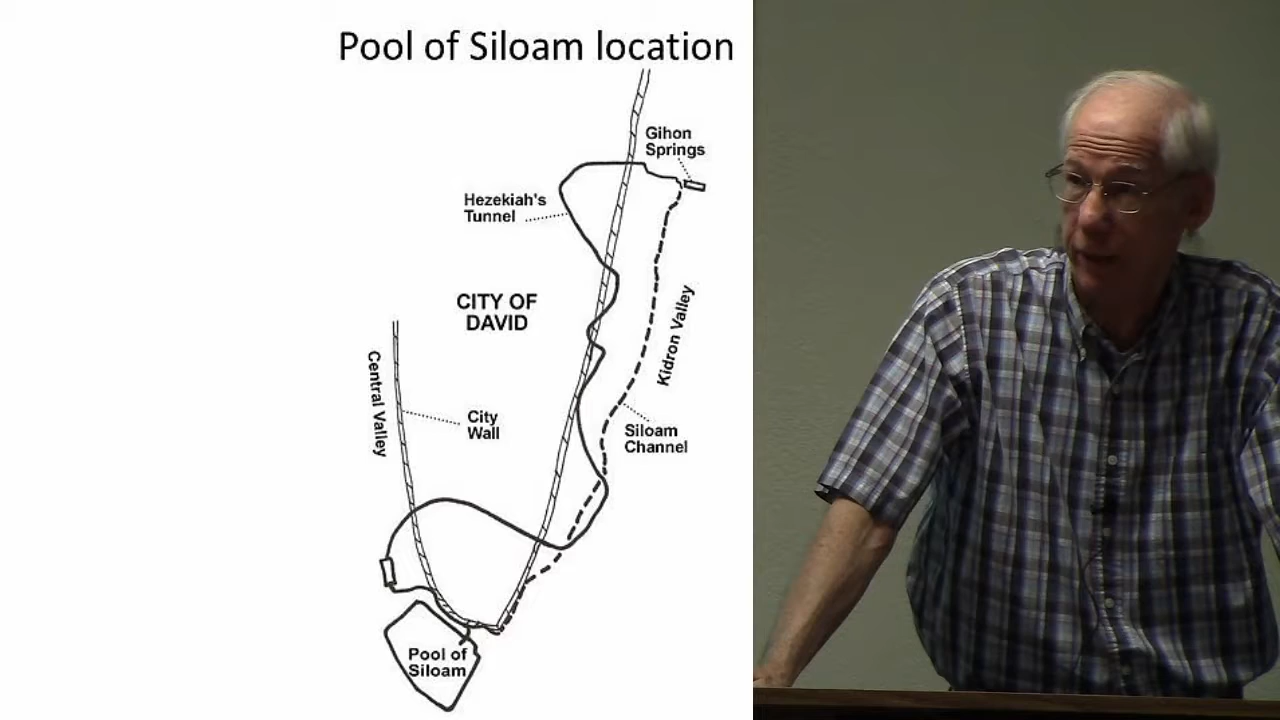 Pool of Siloam location
Gihon
Springs
Hezekiah's
Tunnel
CITY OF
DAVID
Kidron Valley
Central Valley
City
Wall
Siloam
Channel
Pool of
Siloam